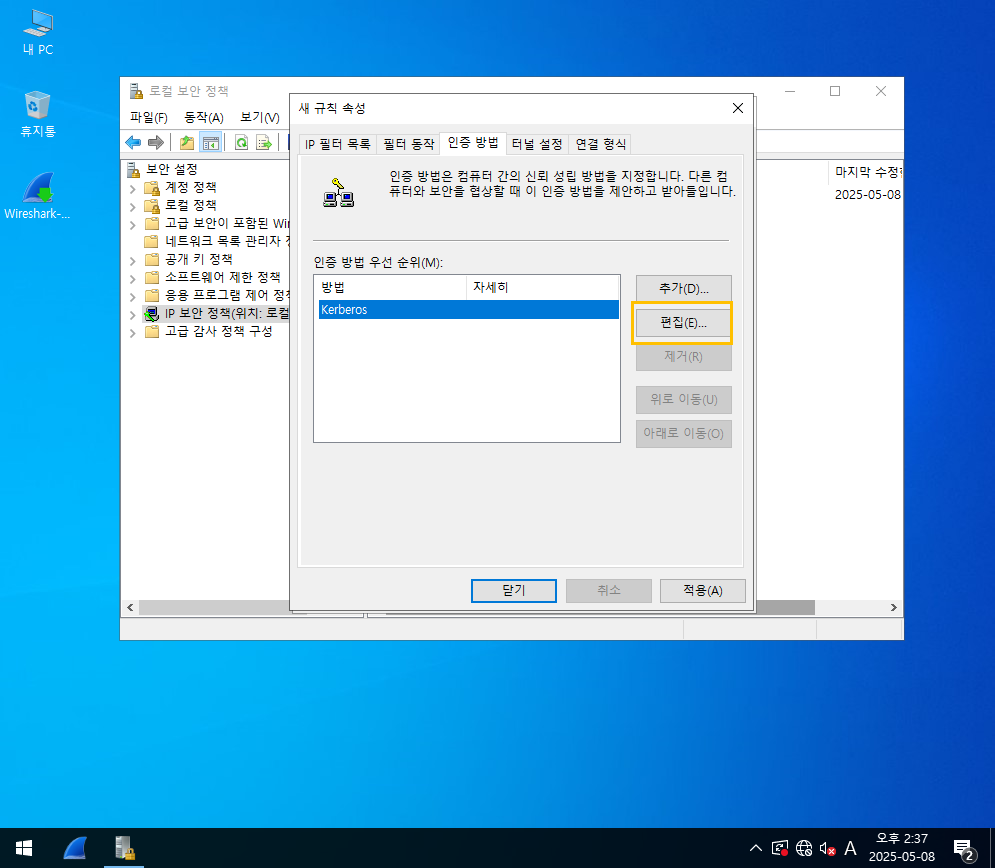 내 PC
휴지통
Wireshark-...
로컬 보안 정책
파일(F) 동작(A) 보기(V)
보안 설정
계정 정책
로컬 정책
고급 보안이 포함된 Win
네트워크 목록 관리자
공개 키 정책
소프트웨어 제한 정책
응용 프로그램 제어 정책
IP 보안 정책(위치: 로컬
고급 감사 정책 구성
마지막 수정
2025-05-08
새 규칙 속성
IP 필터 목록 필터 동작 인증 방법 터널 설정 연결 형식
인증 방법은 컴퓨터 간의 신뢰 성립 방법을 지정합니다. 다른 컴
퓨터와 보안을 협상할 때 이 인증 방법을 제안하고 받아들입니다.
인증 방법 우선 순위(M):
방법 자세히
Kerberos
추가(D)...
편집(E)...
제거(R)
위로 이동(U)
아래로 이동(O)
닫기 취소 적용(A)
A
오후 2:37
2025-05-08
2